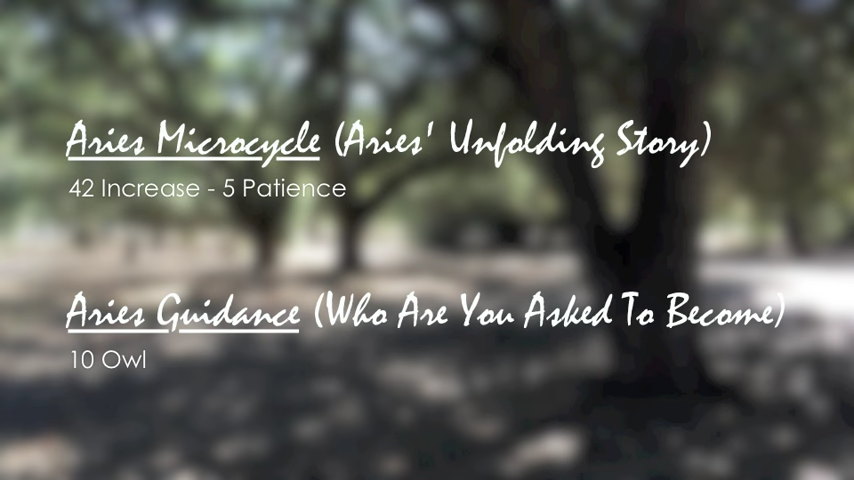 Aries Microcycle (Aries' Unfolding Story)
42 Increase - 5 Patience
Aries Guidance (Who Are You Asked To Become)
10 Owl